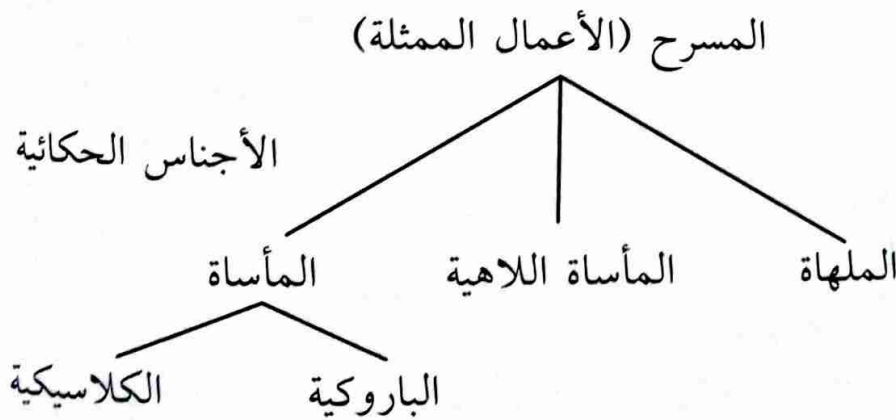 المسرح (الأعمال الممثلة)
الأجناس الحكائية
الملهاة المأساة اللاهية المأساة
الباروكية الكلاسيكية